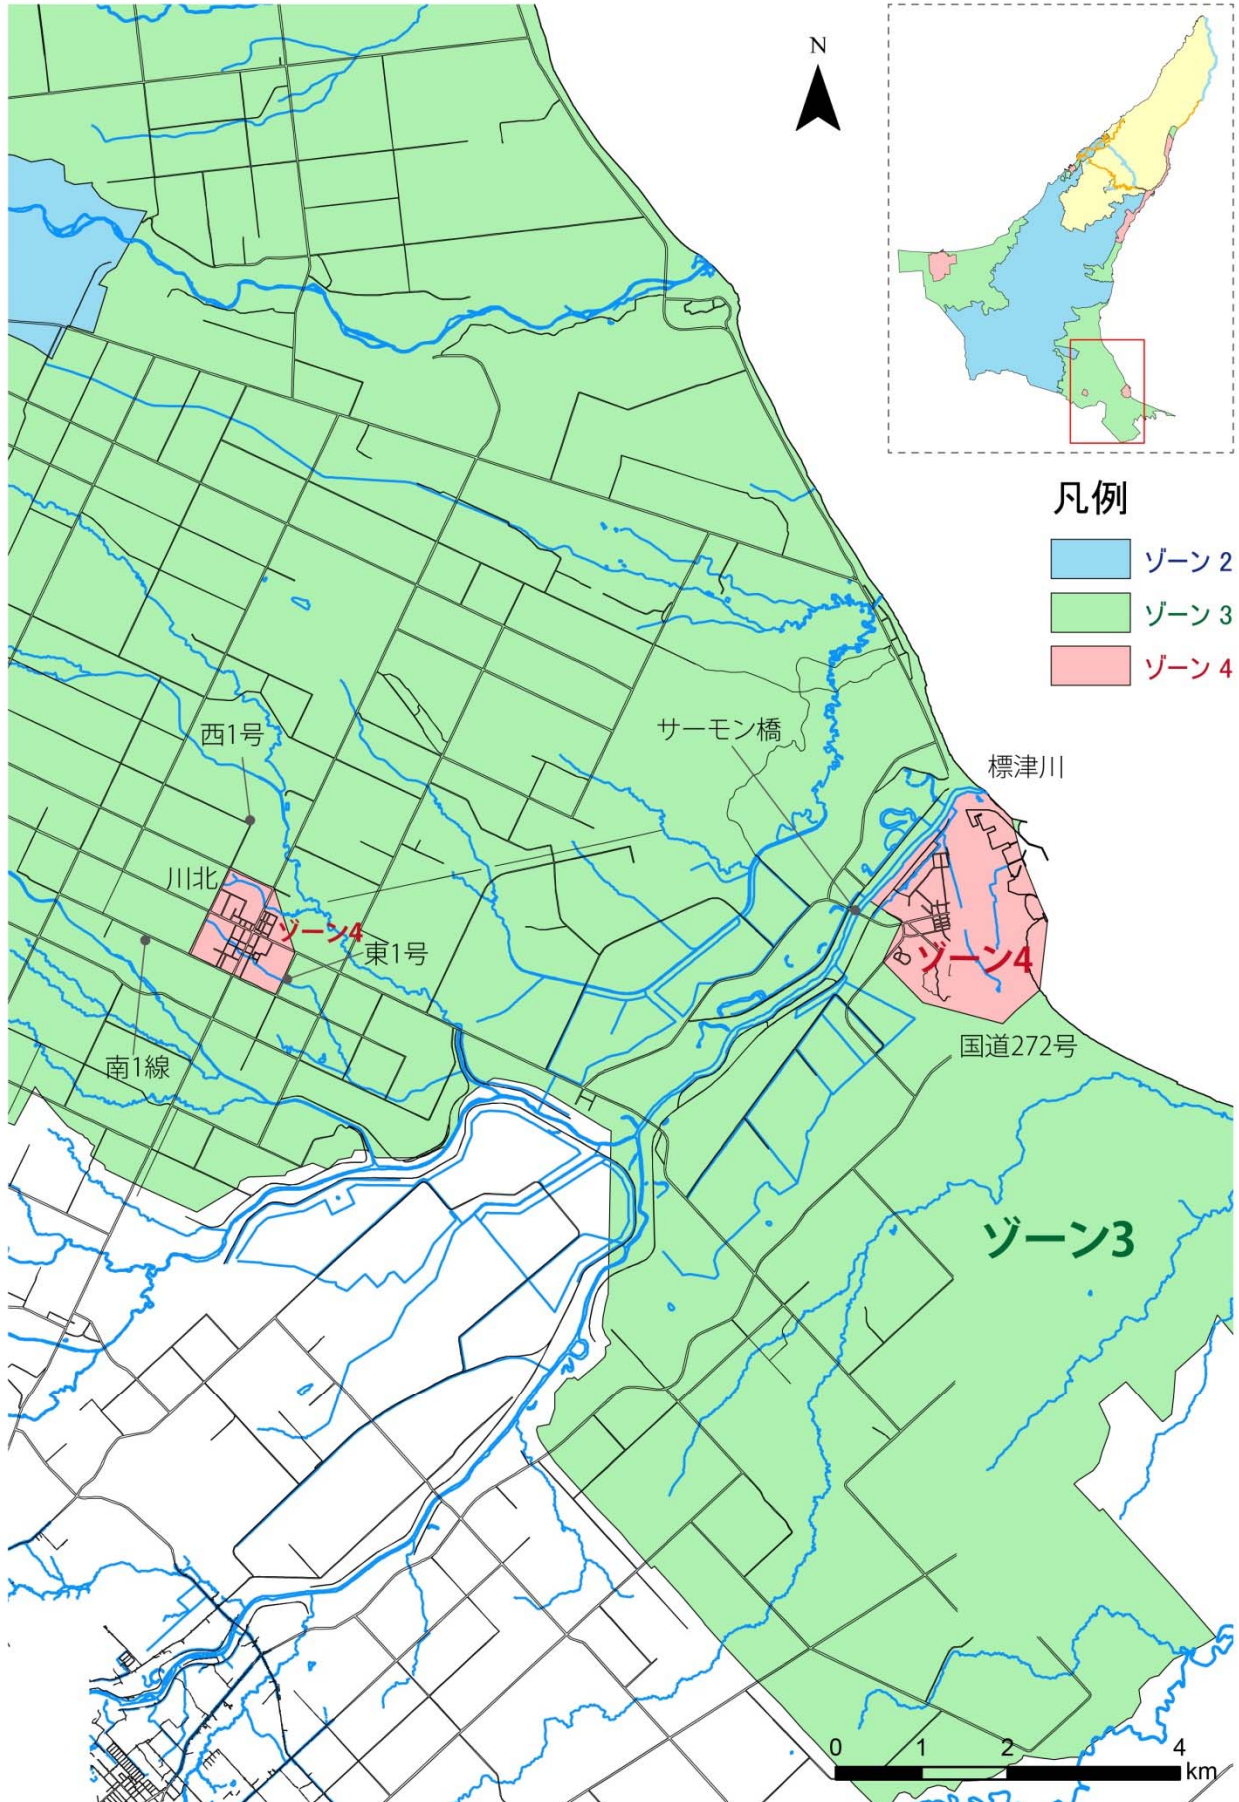 N
凡例
ゾーン 2
ゾーン 3
ゾーン 4
西1号
サーモン橋
標津川
川北
ゾーン4
東1号
ゾーン4
南1線
国道272号
ゾーン3
0 1 2 4
km